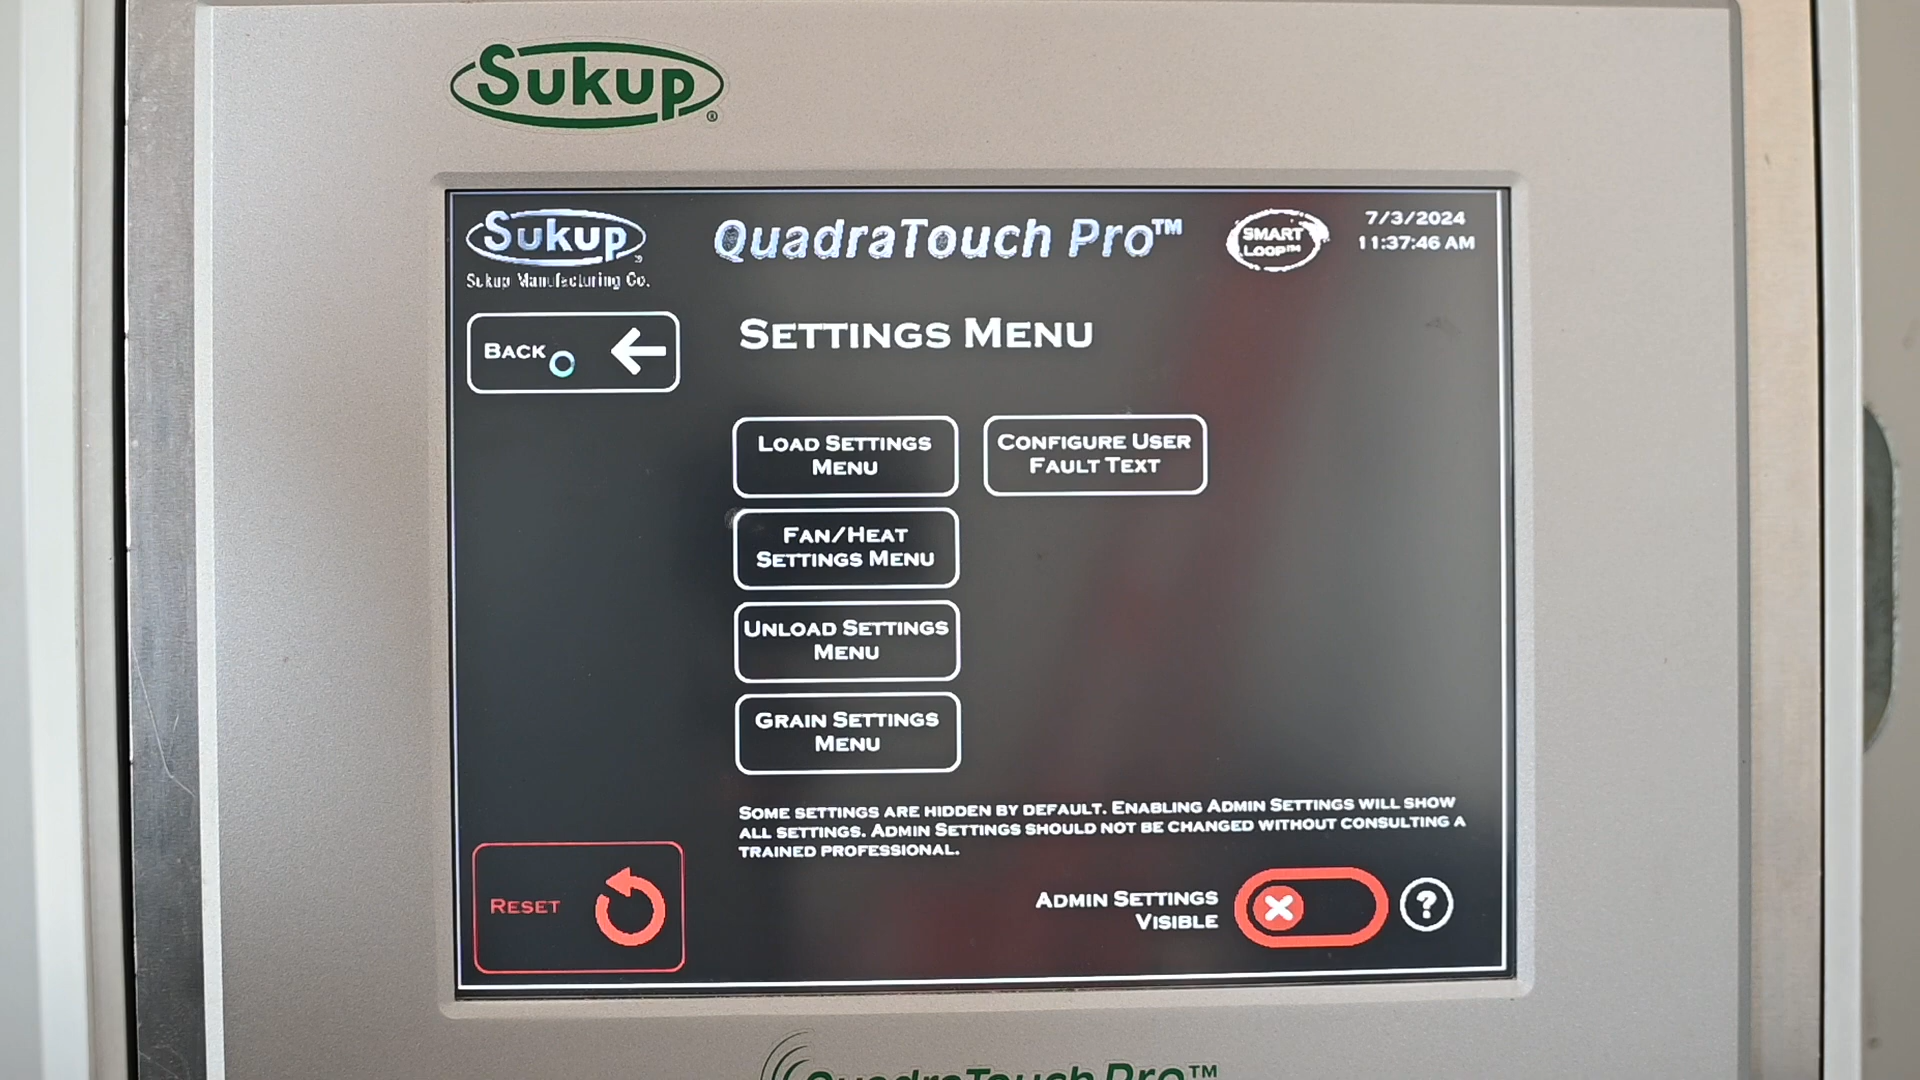 Sukup®
Sukup
Sukup Manufacturing Co.
QuadraTouch Pro™
SMART
LOOP™
7/3/2024
11:37:46 AM
BACK
SETTINGS MENU
LOAD SETTINGS
MENU
CONFIGURE USER
FAULT TEXT
FAN/HEAT
SETTINGS MENU
UNLOAD SETTINGS
MENU
GRAIN SETTINGS
MENU
SOME SETTINGS ARE HIDDEN BY DEFAULT. ENABLING ADMIN SETTINGS WILL SHOW
ALL SETTINGS. ADMIN SETTINGS SHOULD NOT BE CHANGED WITHOUT CONSULTING A
TRAINED PROFESSIONAL.
RESET
ADMIN SETTINGS
VISIBLE
?
QuadraTouch Pro™